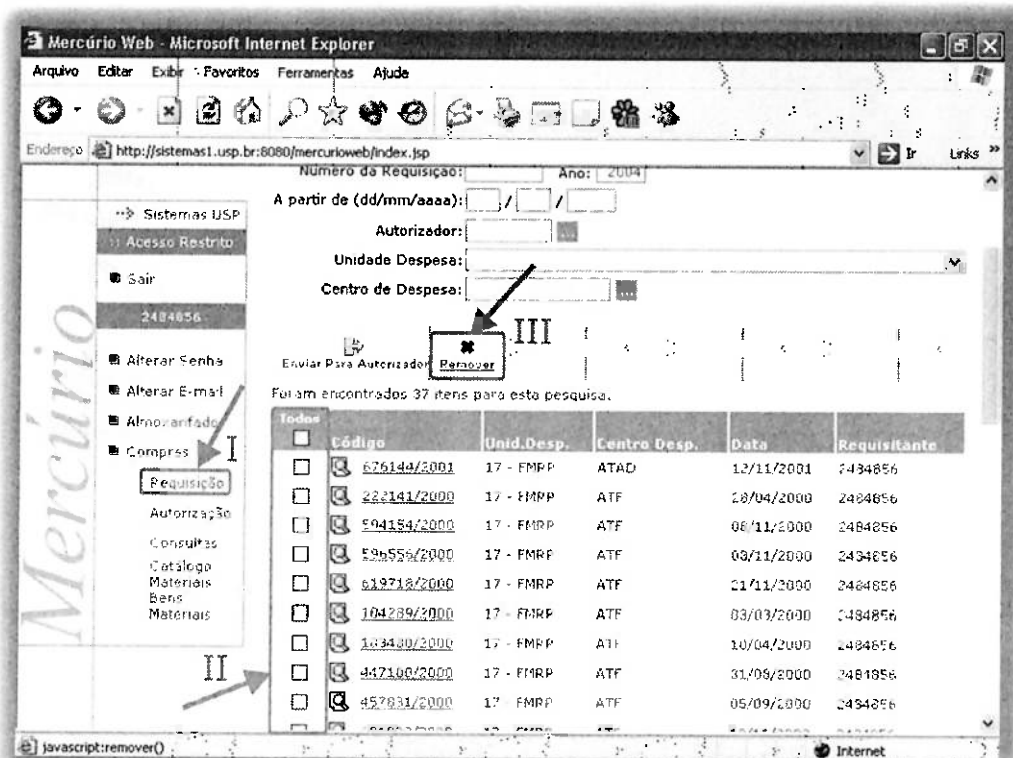 Mercúrio Web - Microsoft Internet Explorer
Arquivo Editar Exibir Favoritos Ferramentas Ajuda
Endereço http://sistemas1.usp.br:8080/mercurioweb/index.jsp Ir Links »
Número da Requisição: Ano: 2004
A partir de (dd/mm/aaaa): / /
Autorizador: ...
Unidade Despesa:
Centro de Despesa: ...
Mercúrio
Sistemas USP
Acesso Restrito
Sair
2484856
Alterar Senha
Alterar E-mail
Almoxarifado
Compras
Requisição
Autorização
Consultas
Catálogo
Materiais
Bens
Materiais
I
II
III
Enviar Para Autorizador Remover
Foram encontrados 37 itens para esta pesquisa.
Todos
Código Unid.Desp. Centro Desp. Data Requisitante
676144/2001 17 - FMRP ATAD 12/11/2001 2484856
222141/2000 17 - FMRP ATF 28/04/2000 2484856
594154/2000 17 - FMRP ATF 08/11/2000 2484856
596556/2000 17 - FMRP ATF 08/11/2000 2484856
619718/2000 17 - FMRP ATF 21/11/2000 2484856
104289/2000 17 - FMRP ATF 03/03/2000 2484856
183480/2000 17 - FMRP ATF 10/04/2000 2484856
447100/2000 17 - FMRP ATF 31/08/2000 2484856
457831/2000 17 - FMRP ATF 05/09/2000 2484856
javascript:remover() Internet